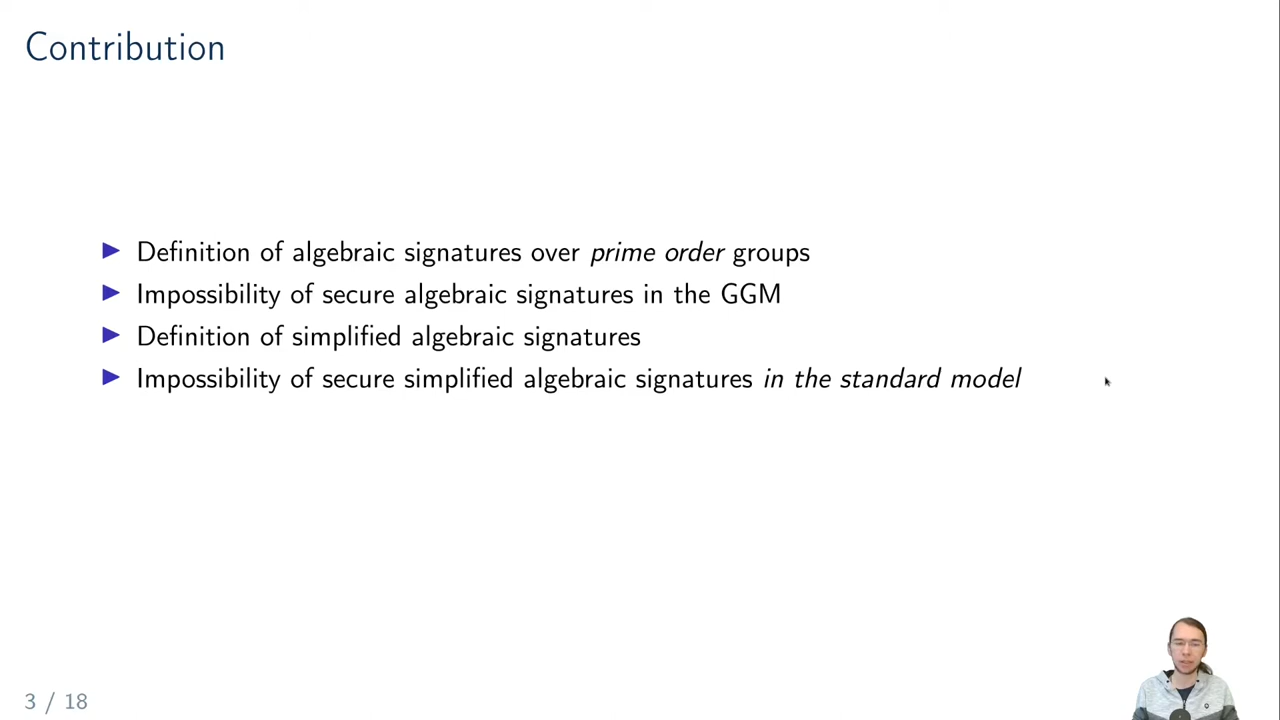 Contribution
Definition of algebraic signatures over prime order groups
Impossibility of secure algebraic signatures in the GGM
Definition of simplified algebraic signatures
Impossibility of secure simplified algebraic signatures in the standard model
3 / 18